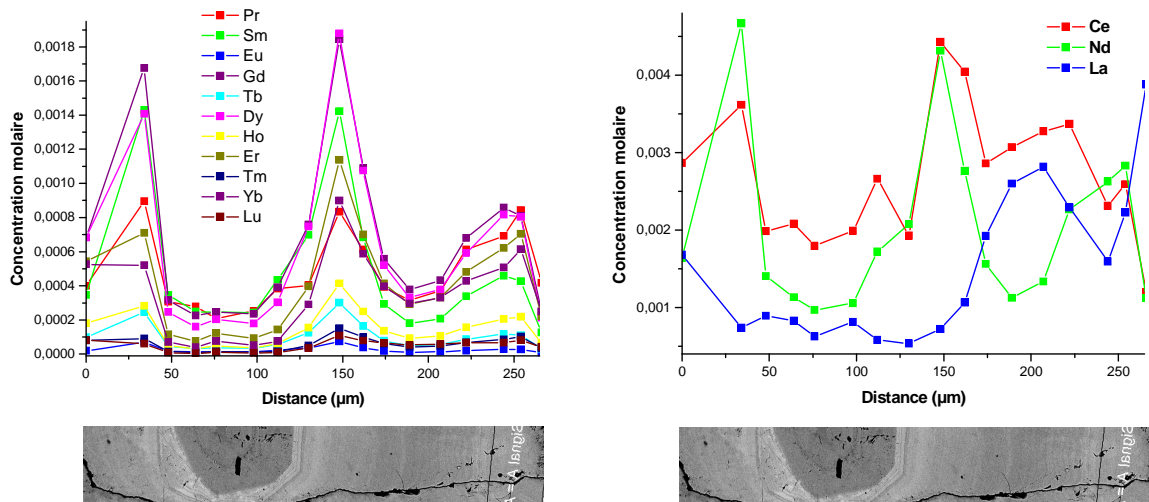 Pr
Sm
Eu
Gd
Tb
Dy
Ho
Er
Tm
Yb
Lu
0,0018
0,0016
0,0014
0,0012
0,0010
0,0008
0,0006
0,0004
0,0002
0,0000
Concentration molaire
0 50 100 150 200 250
Distance (µm)
Signal A = A
Ce
Nd
La
0,004
0,003
0,002
0,001
Concentration molaire
0 50 100 150 200 250
Distance (µm)
Signal A =